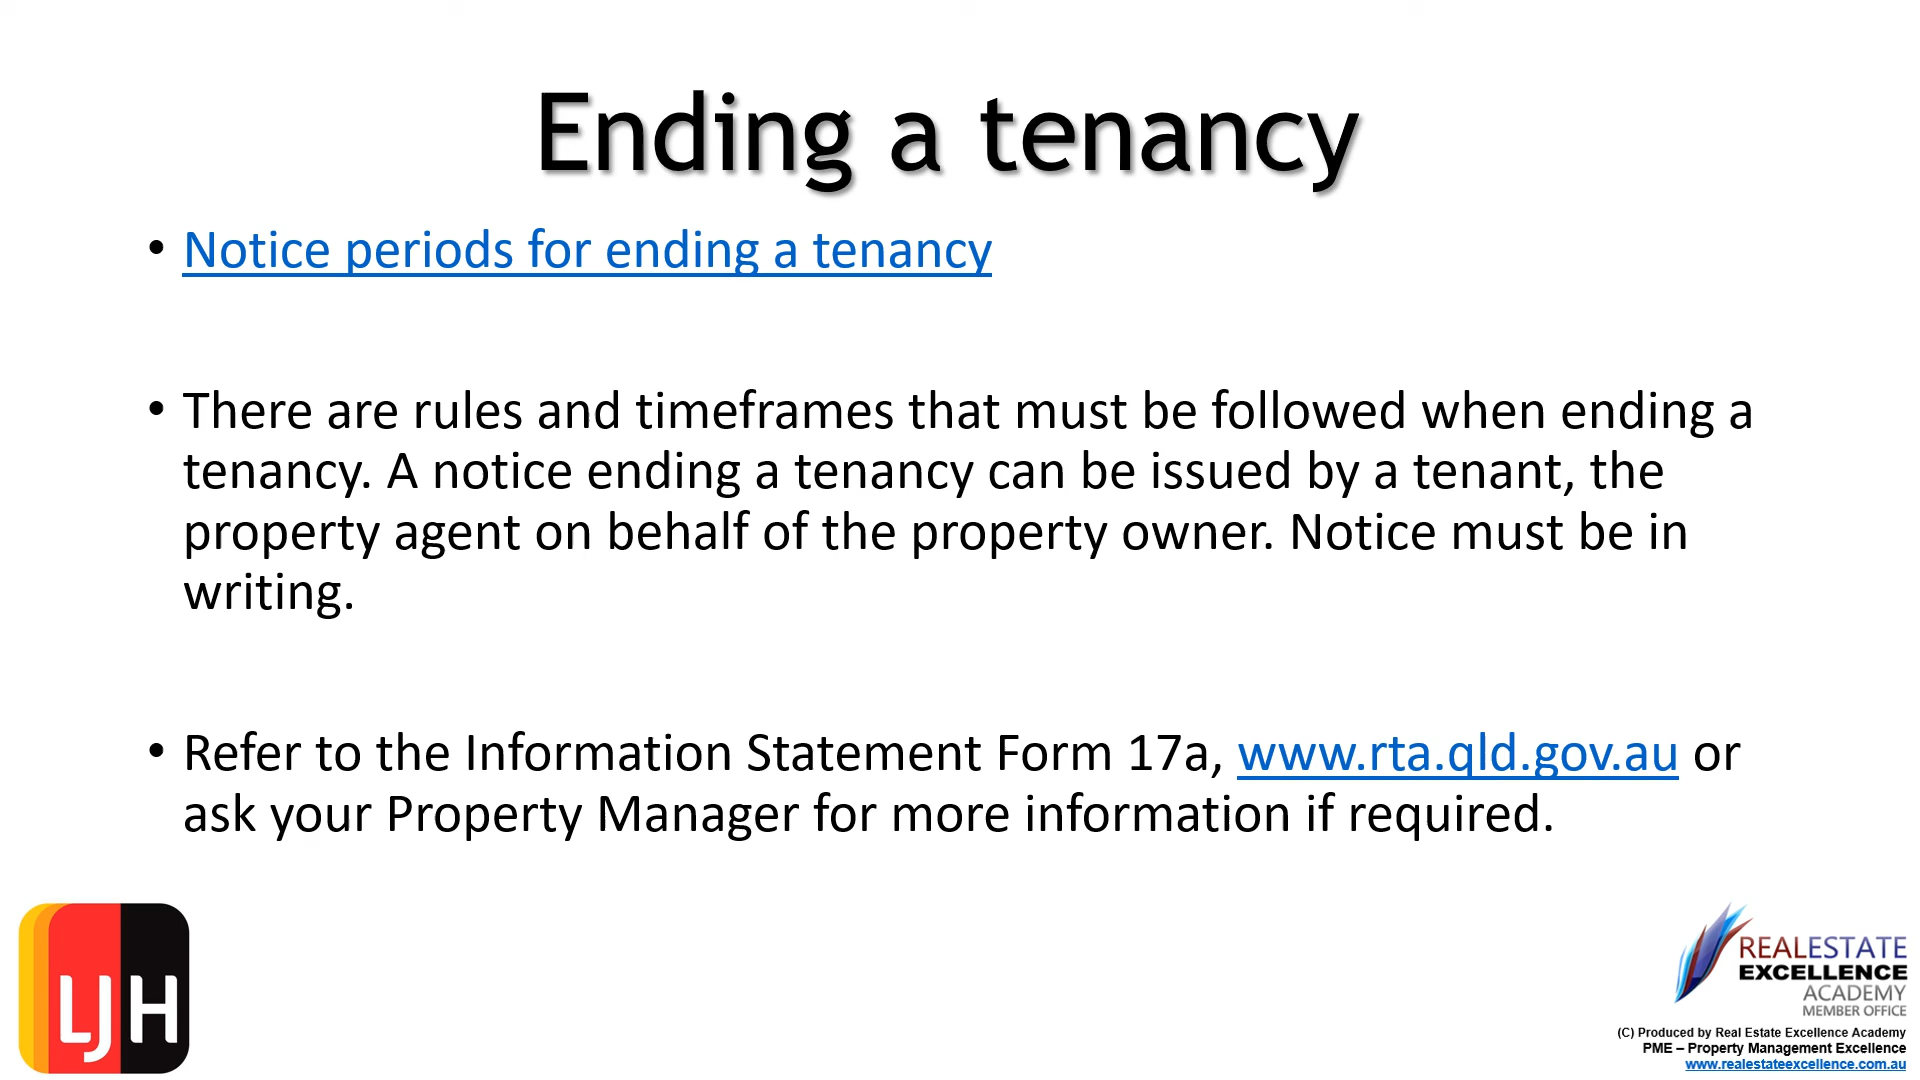 Ending a tenancy
• Notice periods for ending a tenancy
• There are rules and timeframes that must be followed when ending a
tenancy. A notice ending a tenancy can be issued by a tenant, the
property agent on behalf of the property owner. Notice must be in
writing.
• Refer to the Information Statement Form 17a, www.rta.qld.gov.au or
ask your Property Manager for more information if required.
LJH
REALESTATE
EXCELLENCE
ACADEMY
MEMBER OFFICE
(C) Produced by Real Estate Excellence Academy
PME – Property Management Excellence
www.realestateexcellence.com.au